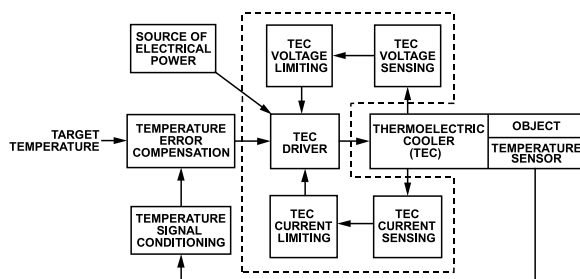 SOURCE OF
ELECTRICAL
POWER
TEC
VOLTAGE
LIMITING
TEC
VOLTAGE
SENSING
TARGET
TEMPERATURE
TEMPERATURE
ERROR
COMPENSATION
TEC
DRIVER
THERMOELECTRIC
COOLER
(TEC)
OBJECT
TEMPERATURE
SENSOR
TEMPERATURE
SIGNAL
CONDITIONING
TEC
CURRENT
LIMITING
TEC
CURRENT
SENSING